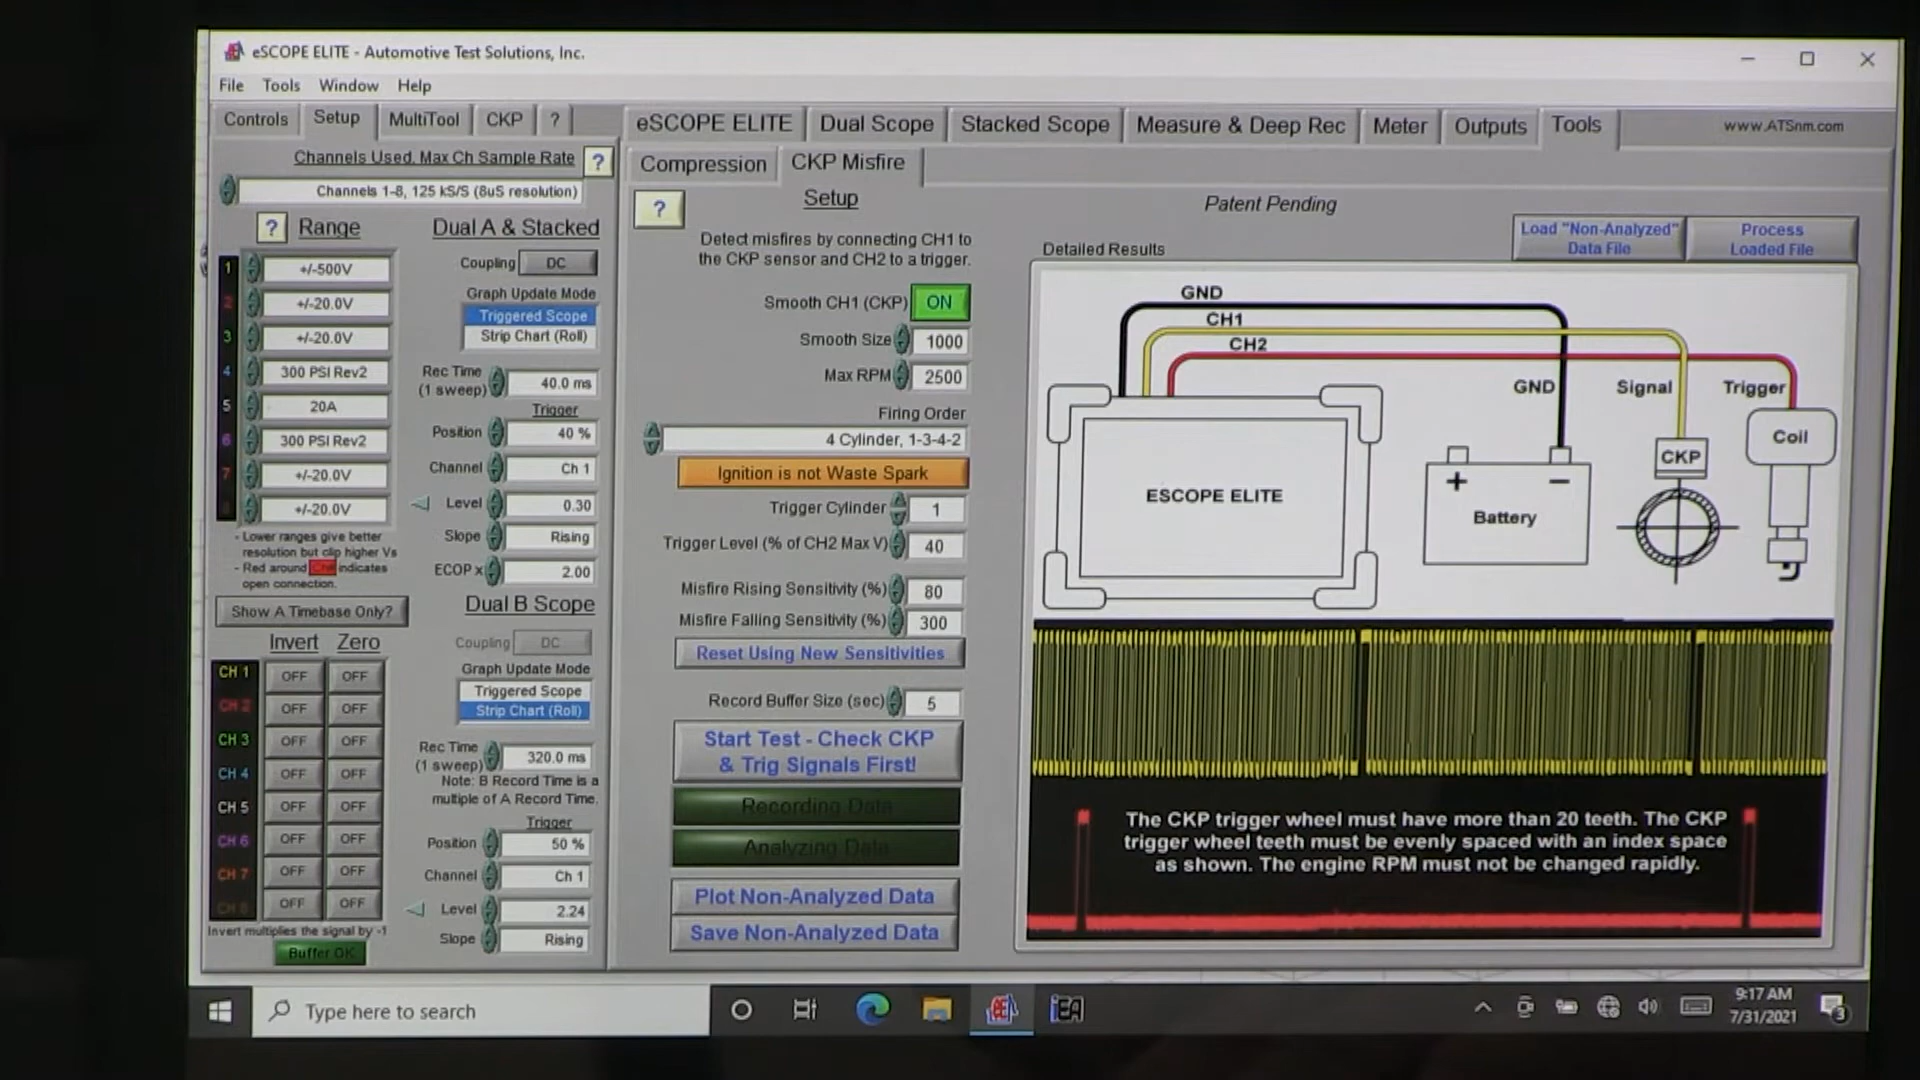 eSCOPE ELITE - Automotive Test Solutions, Inc.
File Tools Window Help
Controls Setup MultiTool CKP ?
eSCOPE ELITE Dual Scope Stacked Scope Measure & Deep Rec Meter Outputs Tools
www.ATSnm.com
Channels Used, Max Ch Sample Rate ?
Channels 1-8, 125 kS/S (8uS resolution)
? Range
1 +/-500V
2 +/-20.0V
3 +/-20.0V
4 300 PSI Rev2
5 20A
6 300 PSI Rev2
7 +/-20.0V
8 +/-20.0V
- Lower ranges give better
resolution but clip higher Vs
- Red around indicates
open connection.
Show A Timebase Only?
Invert Zero
CH 1 OFF OFF
CH 2 OFF OFF
CH 3 OFF OFF
CH 4 OFF OFF
CH 5 OFF OFF
CH 6 OFF OFF
CH 7 OFF OFF
CH 8 OFF OFF
Invert multiplies the signal by -1
Buffer OK
Dual A & Stacked
Coupling DC
Graph Update Mode
Triggered Scope
Strip Chart (Roll)
Rec Time
(1 sweep) 40.0 ms
Trigger
Position 40 %
Channel Ch 1
Level 0.30
Slope Rising
ECOP x 2.00
Dual B Scope
Coupling DC
Graph Update Mode
Triggered Scope
Strip Chart (Roll)
Rec Time
(1 sweep) 320.0 ms
Note: B Record Time is a
multiple of A Record Time.
Trigger
Position 50 %
Channel Ch 1
Level 2.24
Slope Rising
Compression CKP Misfire
? Setup
Detect misfires by connecting CH1 to
the CKP sensor and CH2 to a trigger.
Smooth CH1 (CKP) ON
Smooth Size 1000
Max RPM 2500
Firing Order
4 Cylinder, 1-3-4-2
Ignition is not Waste Spark
Trigger Cylinder 1
Trigger Level (% of CH2 Max V) 40
Misfire Rising Sensitivity (%) 80
Misfire Falling Sensitivity (%) 300
Reset Using New Sensitivities
Record Buffer Size (sec) 5
Start Test - Check CKP
& Trig Signals First!
Recording Data
Analyzing Data
Plot Non-Analyzed Data
Save Non-Analyzed Data
Patent Pending
Detailed Results
Load "Non-Analyzed"
Data File
Process
Loaded File
GND
CH1
CH2
GND Signal Trigger
ESCOPE ELITE
+ −
Battery
CKP
Coil
The CKP trigger wheel must have more than 20 teeth. The CKP
trigger wheel teeth must be evenly spaced with an index space
as shown. The engine RPM must not be changed rapidly.
Type here to search
9:17 AM
7/31/2021
3